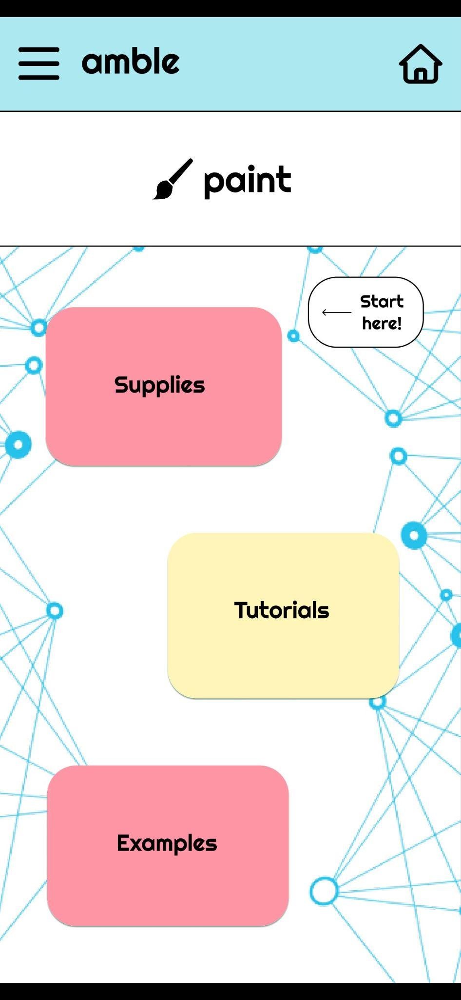 amble
paint
Start
here!
Supplies
Tutorials
Examples